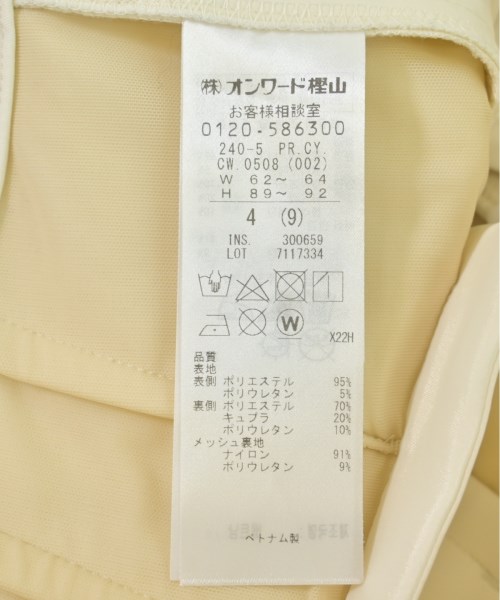 ㈱オンワード樫山
お客様相談室
0120-586300
240-5 PR.CY.
CW.0508 (002)
W 62～ 64
H 89～ 92
4 (9)
INS. 300659
LOT 7117334
W
X22H
品質
表地
表側 ポリエステル 95%
ポリウレタン 5%
裏側 ポリエステル 70%
キュプラ 20%
ポリウレタン 10%
メッシュ裏地
ナイロン 91%
ポリウレタン 9%
ベトナム製